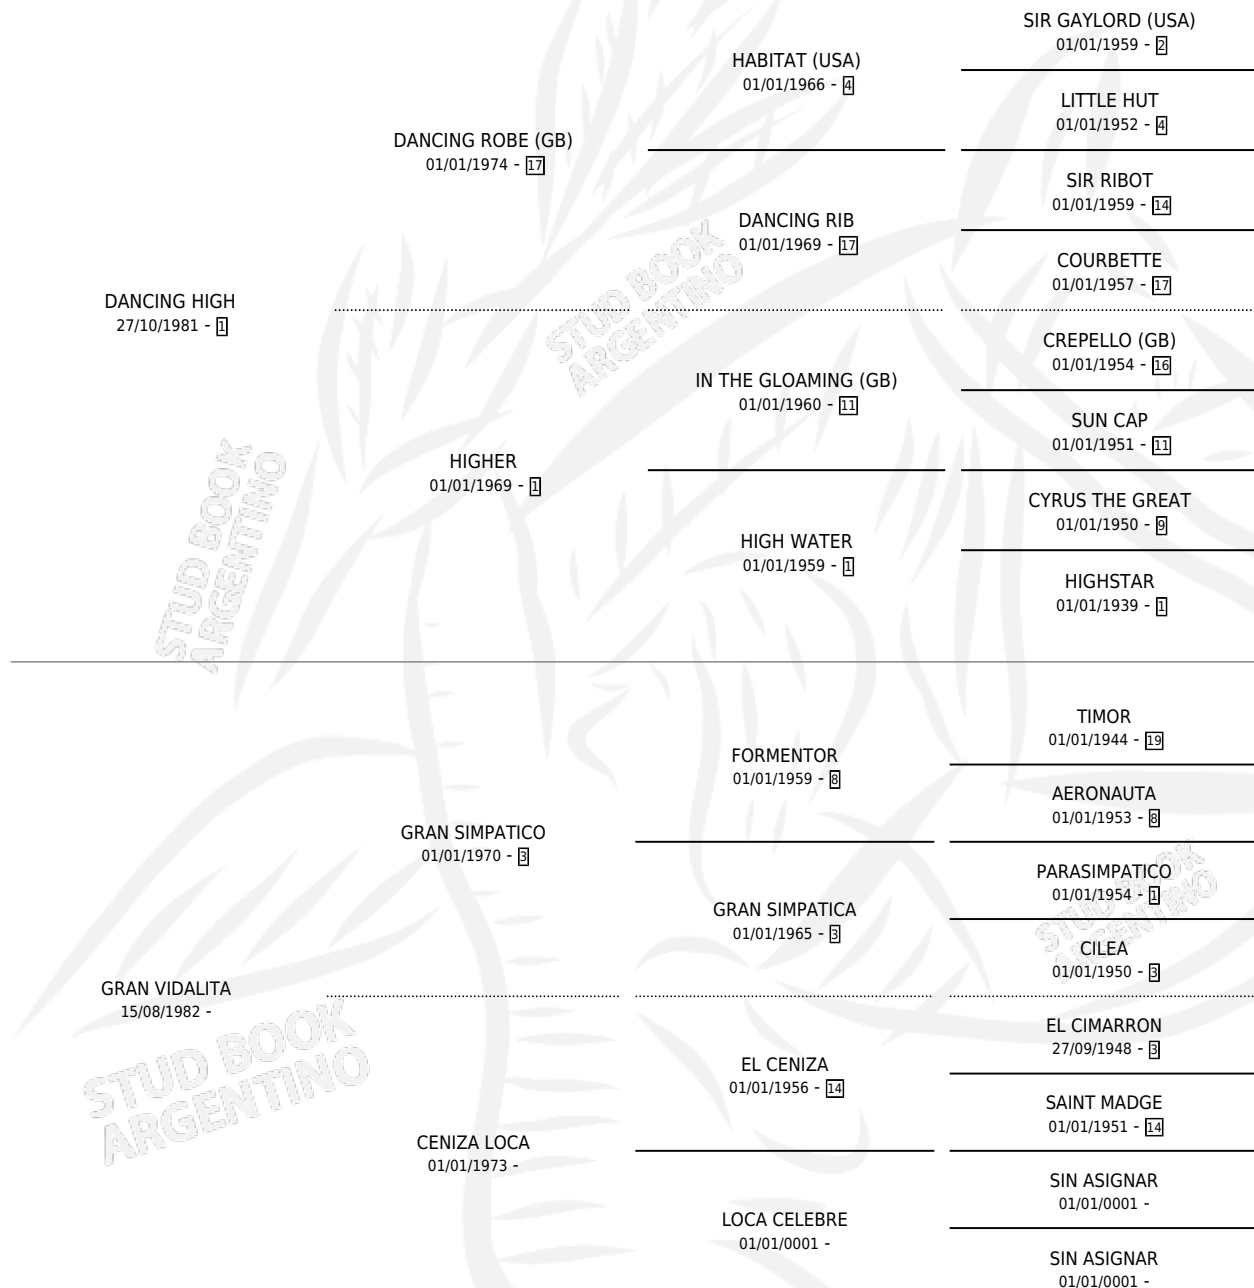 SIR GAYLORD (USA)
01/01/1959 - 2
HABITAT (USA)
01/01/1966 - 4
LITTLE HUT
01/01/1952 - 4
DANCING ROBE (GB)
01/01/1974 - 17
SIR RIBOT
01/01/1959 - 14
DANCING RIB
01/01/1969 - 17
COURBETTE
01/01/1957 - 17
DANCING HIGH
27/10/1981 - 1
CREPELLO (GB)
01/01/1954 - 16
IN THE GLOAMING (GB)
01/01/1960 - 11
SUN CAP
01/01/1951 - 11
HIGHER
01/01/1969 - 1
CYRUS THE GREAT
01/01/1950 - 9
HIGH WATER
01/01/1959 - 1
HIGHSTAR
01/01/1939 - 1
STUD BOOK
ARGENTINO
STUD BOOK
ARGENTINO
TIMOR
01/01/1944 - 19
FORMENTOR
01/01/1959 - 8
AERONAUTA
01/01/1953 - 8
GRAN SIMPATICO
01/01/1970 - 3
PARASIMPATICO
01/01/1954 - 1
GRAN SIMPATICA
01/01/1965 - 3
CILEA
01/01/1950 - 3
STUD BOOK
ARGENTINO
GRAN VIDALITA
15/08/1982 -
EL CIMARRON
27/09/1948 - 3
EL CENIZA
01/01/1956 - 14
SAINT MADGE
01/01/1951 - 14
CENIZA LOCA
01/01/1973 -
SIN ASIGNAR
01/01/0001 -
LOCA CELEBRE
01/01/0001 -
SIN ASIGNAR
01/01/0001 -
STUD BOOK
ARGENTINO